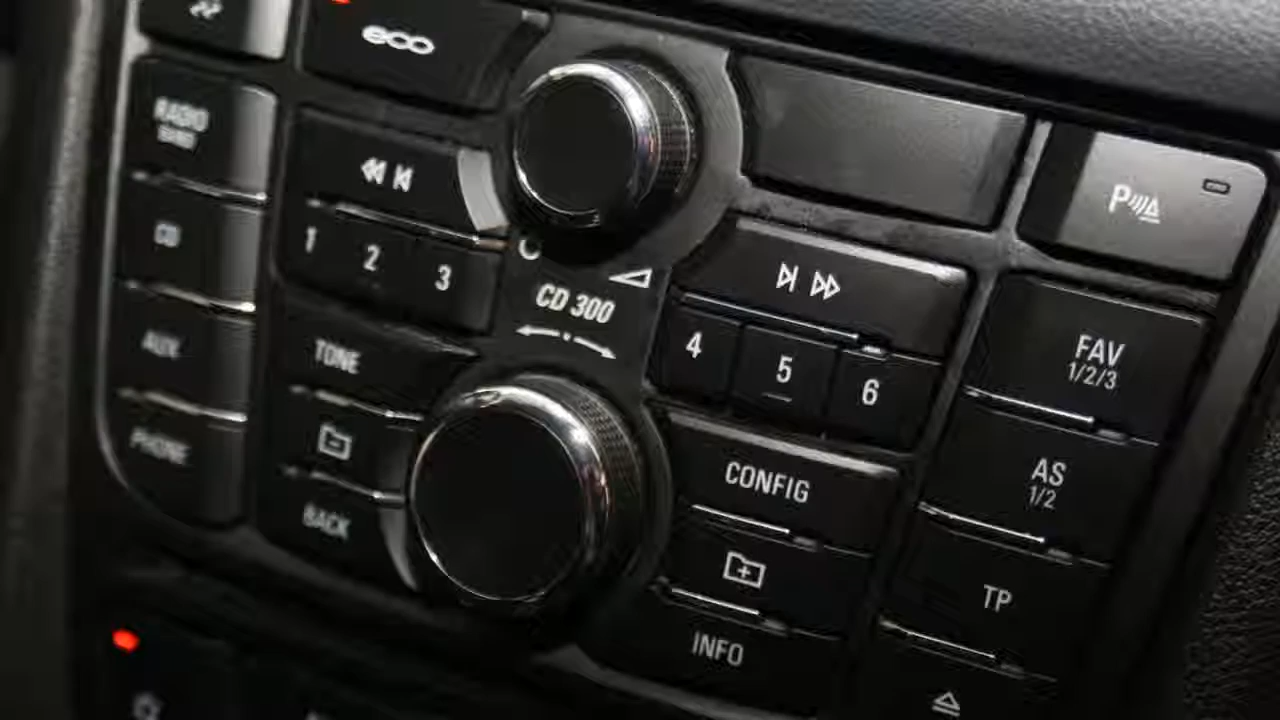 eco
RADIO
BAND
CD
AUX
PHONE
1
2
3
TONE
BACK
CD 300
4
5
6
CONFIG
INFO
P
FAV
1/2/3
AS
1/2
TP